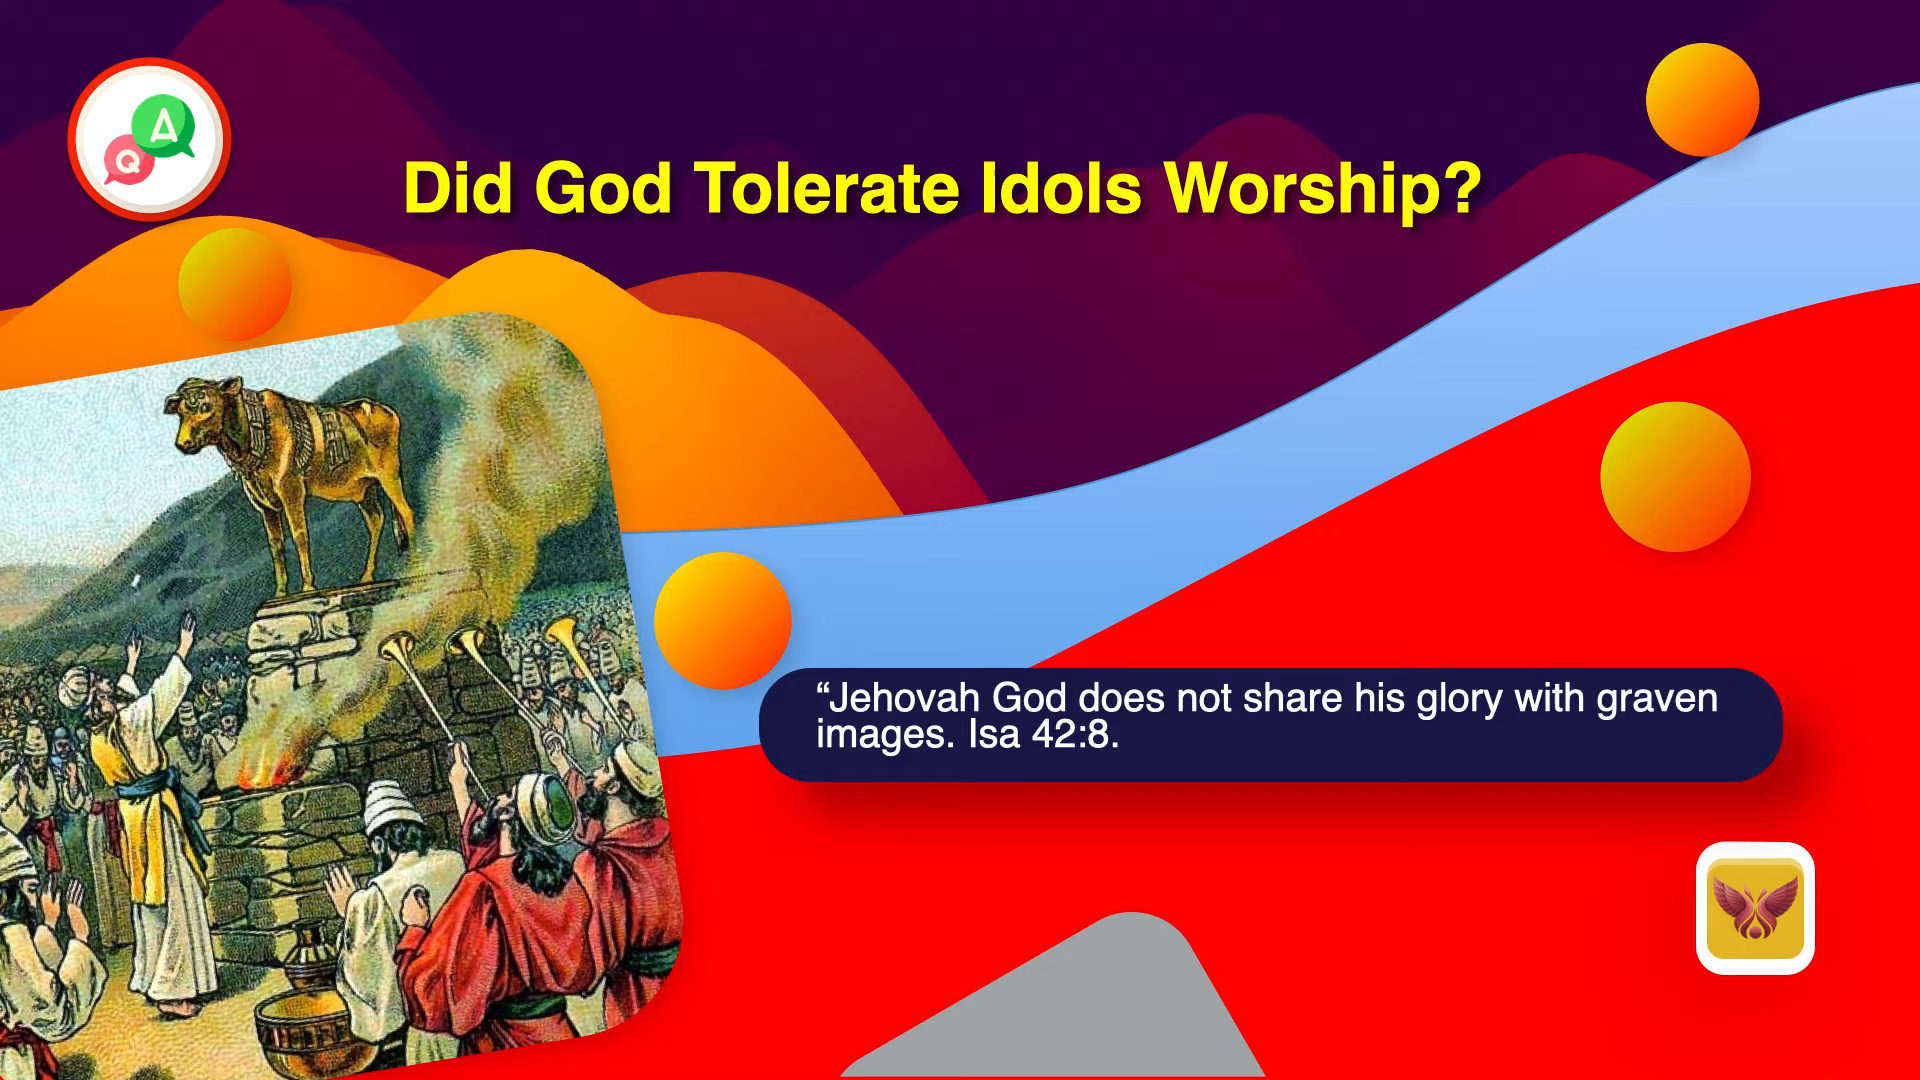 A
Q
Did God Tolerate Idols Worship?
“Jehovah God does not share his glory with graven
images. Isa 42:8.